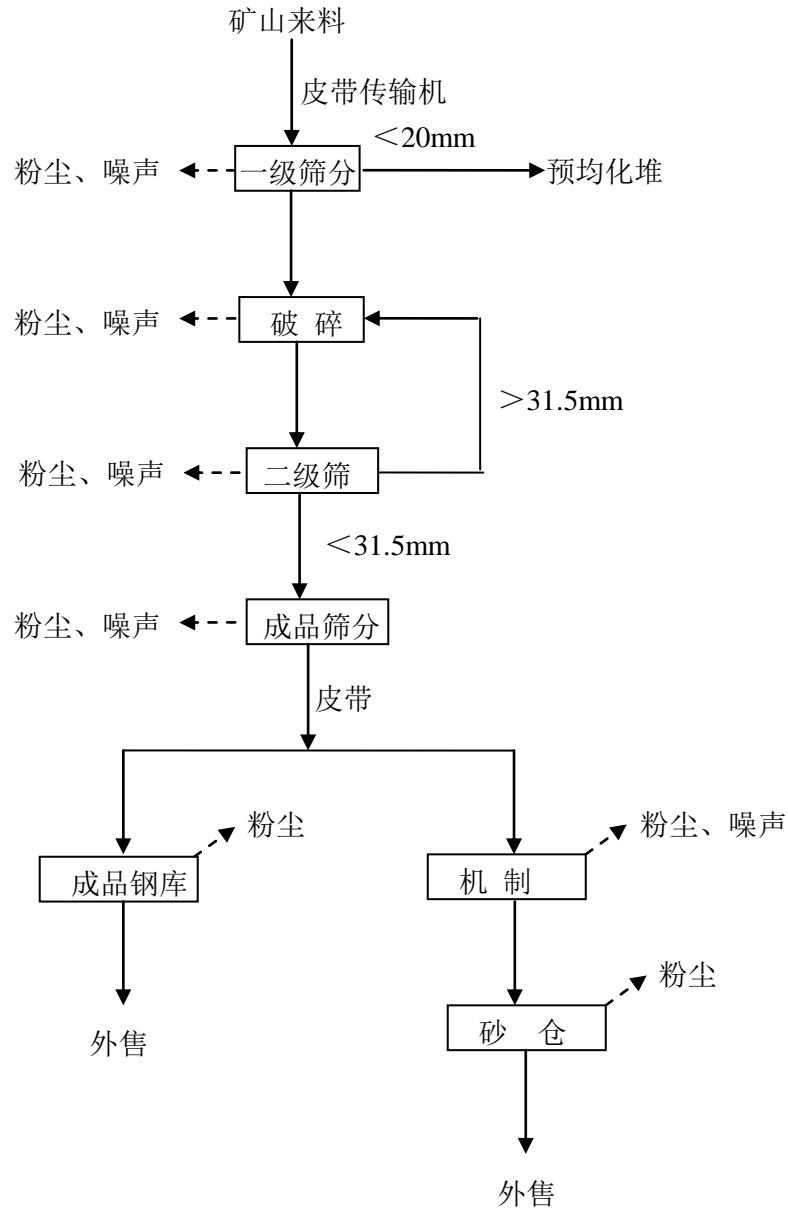 矿山来料
皮带传输机
＜20mm
粉尘、噪声
一级筛分
预均化堆
粉尘、噪声
破 碎
＞31.5mm
粉尘、噪声
二级筛
＜31.5mm
粉尘、噪声
成品筛分
皮带
粉尘
粉尘、噪声
成品钢库
机 制
粉尘
砂 仓
外售
外售